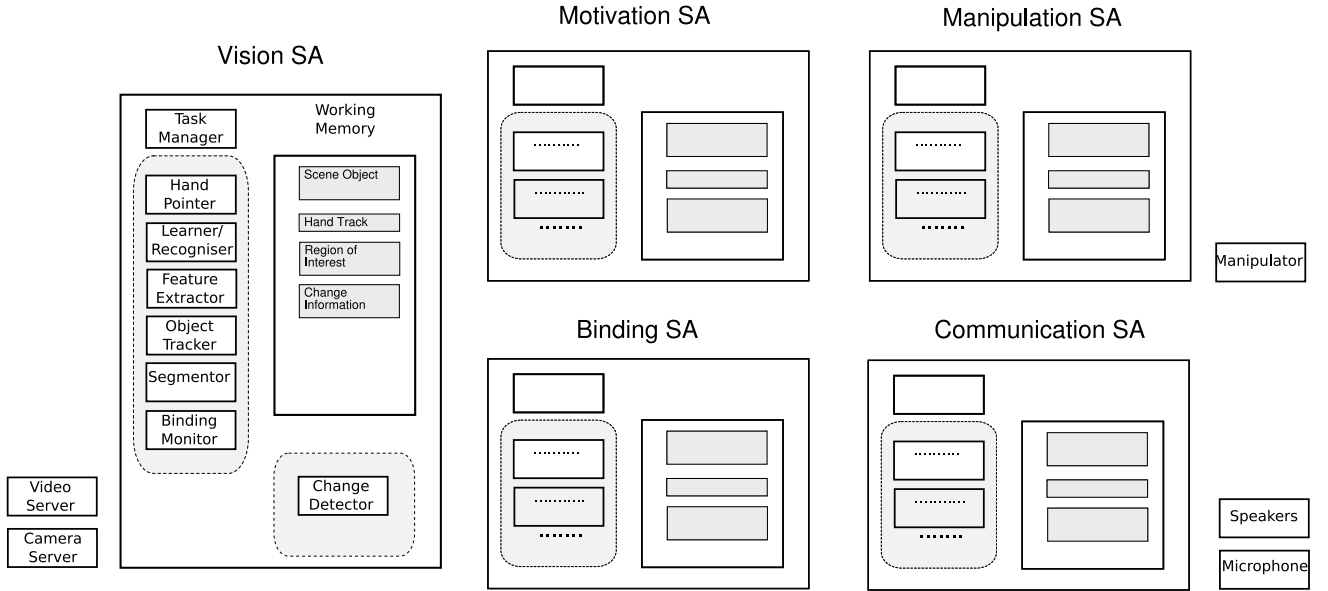 Motivation SA
Manipulation SA
Vision SA
Task
Manager
Working
Memory
Hand
Pointer
Learner/
Recogniser
Feature
Extractor
Object
Tracker
Segmentor
Binding
Monitor
Scene Object
Hand Track
Region of
Interest
Change
Information
Change
Detector
Video
Server
Camera
Server
Manipulator
Binding SA
Communication SA
Speakers
Microphone